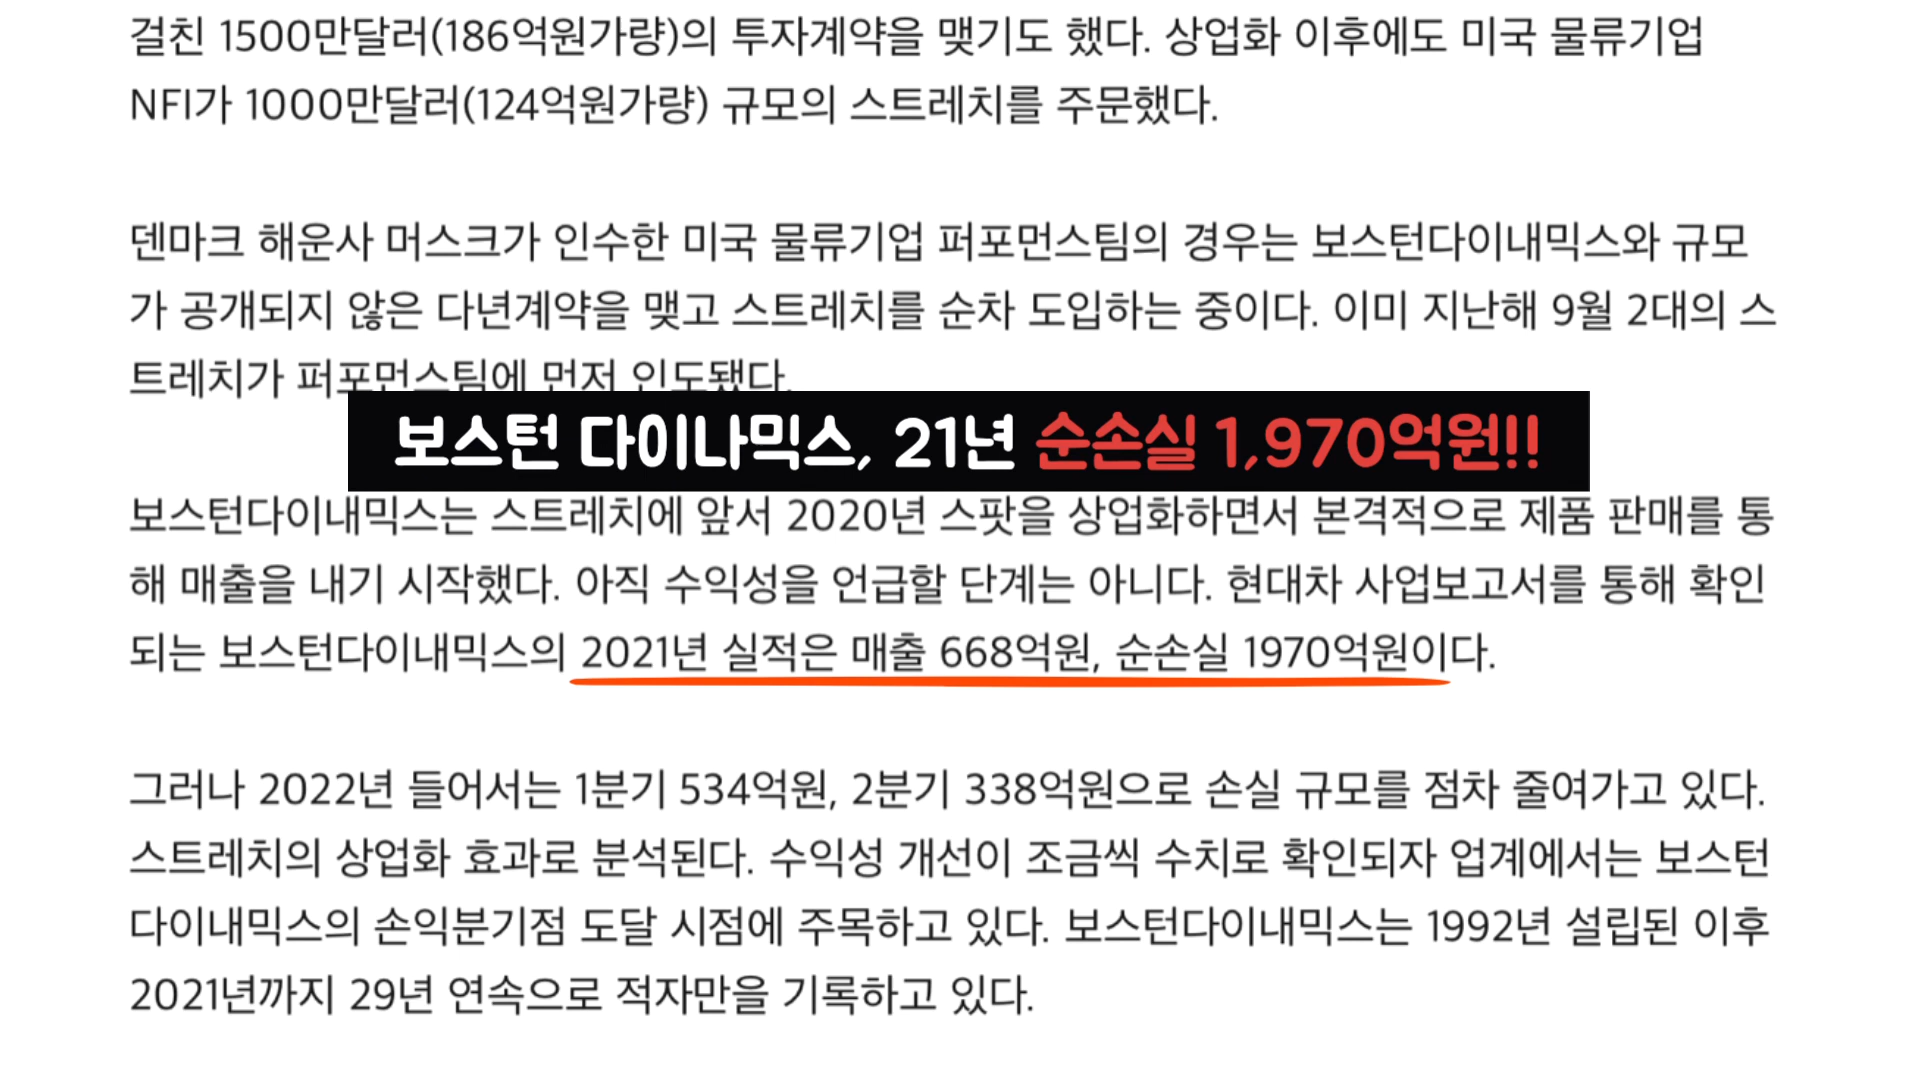 걸친 1500만달러(186억원가량)의 투자계약을 맺기도 했다. 상업화 이후에도 미국 물류기업
NFI가 1000만달러(124억원가량) 규모의 스트레치를 주문했다.
덴마크 해운사 머스크가 인수한 미국 물류기업 퍼포먼스팀의 경우는 보스턴다이내믹스와 규모
가 공개되지 않은 다년계약을 맺고 스트레치를 순차 도입하는 중이다. 이미 지난해 9월 2대의 스
트레치가 퍼포먼스팀에 먼저 인도됐다.
보스턴 다이나믹스, 21년 순손실 1,970억원!!
보스턴다이내믹스는 스트레치에 앞서 2020년 스팟을 상업화하면서 본격적으로 제품 판매를 통
해 매출을 내기 시작했다. 아직 수익성을 언급할 단계는 아니다. 현대차 사업보고서를 통해 확인
되는 보스턴다이내믹스의 2021년 실적은 매출 668억원, 순손실 1970억원이다.
그러나 2022년 들어서는 1분기 534억원, 2분기 338억원으로 손실 규모를 점차 줄여가고 있다.
스트레치의 상업화 효과로 분석된다. 수익성 개선이 조금씩 수치로 확인되자 업계에서는 보스턴
다이내믹스의 손익분기점 도달 시점에 주목하고 있다. 보스턴다이내믹스는 1992년 설립된 이후
2021년까지 29년 연속으로 적자만을 기록하고 있다.